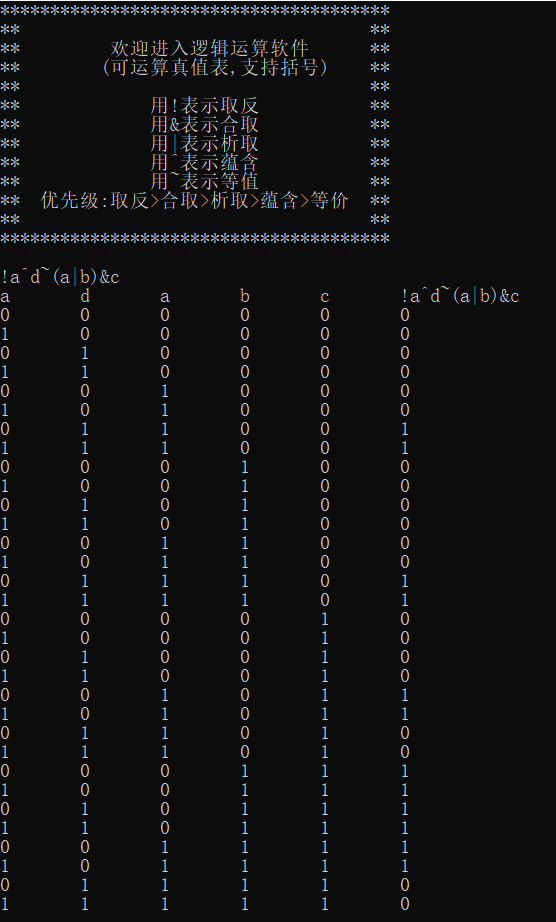 ***************************************
** **
** 欢迎进入逻辑运算软件 **
** (可运算真值表,支持括号) **
** **
** 用!表示取反 **
** 用&表示合取 **
** 用|表示析取 **
** 用^表示蕴含 **
** 用~表示等值 **
** 优先级:取反>合取>析取>蕴含>等价 **
** **
***************************************
!a^d~(a|b)&c
a d a b c !a^d~(a|b)&c
0 0 0 0 0 0
1 0 0 0 0 0
0 1 0 0 0 0
1 1 0 0 0 0
0 0 1 0 0 0
1 0 1 0 0 0
0 1 1 0 0 1
1 1 1 0 0 1
0 0 0 1 0 0
1 0 0 1 0 0
0 1 0 1 0 0
1 1 0 1 0 0
0 0 1 1 0 0
1 0 1 1 0 0
0 1 1 1 0 1
1 1 1 1 0 1
0 0 0 0 1 0
1 0 0 0 1 0
0 1 0 0 1 0
1 1 0 0 1 0
0 0 1 0 1 1
1 0 1 0 1 1
0 1 1 0 1 0
1 1 1 0 1 0
0 0 0 1 1 1
1 0 0 1 1 1
0 1 0 1 1 1
1 1 0 1 1 1
0 0 1 1 1 1
1 0 1 1 1 1
0 1 1 1 1 0
1 1 1 1 1 0